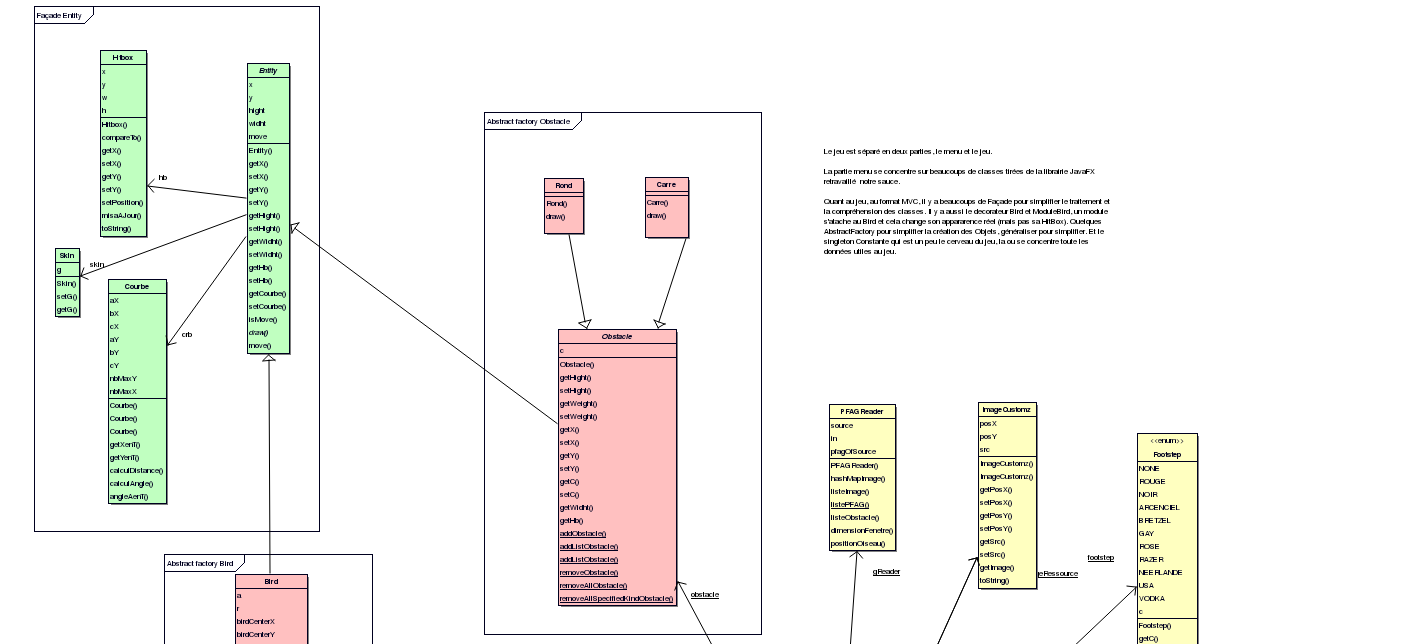 Façade Entity
Hitbox
x
y
w
h
Hitbox()
compareTo()
getX()
setX()
getY()
setY()
setPosition()
misaAJour()
toString()
hb
Entity
x
y
hight
widht
move
Entity()
getX()
setX()
getY()
setY()
getHight()
setHight()
getWidht()
setWidht()
getHb()
setHb()
getCourbe()
setCourbe()
isMove()
draw()
move()
Skin
g
Skin()
setG()
getG()
skin
Courbe
aX
bX
cX
aY
bY
cY
nbMaxY
nbMaxX
Courbe()
Courbe()
Courbe()
getXenT()
getYenT()
calculDistance()
calculAngle()
angleAenT()
crb
Abstract factory Bird
Bird
a
r
birdCenterX
birdCenterY
Abstract factory Obstacle
Rond
Rond()
draw()
Carre
Carre()
draw()
Obstacle
c
Obstacle()
getHight()
setHight()
getWeight()
setWeight()
getX()
setX()
getY()
setY()
getC()
setC()
getWidht()
getHb()
addObstacle()
addListObstacle()
addListObstacle()
removeObstacle()
removeAllObstacle()
removeAllSpecifiedKindObstacle()
obstacle
Le jeu est séparé en deux parties, le menu et le jeu.
La partie menu se concentre sur beaucoups de classes tirées de la librairie JavaFX
retravaillé notre sauce.
Quant au jeu, au format MVC, il y a beaucoups de Façade pour simplifier le traitement et
la compréhension des classes. Il y a aussi le decorateur Bird et ModuleBird, un module
s'atache au Bird et cela change son appararence réel (mais pas sa HitBox). Quelques
AbstractFactory pour simplifier la création des Objets, généraliser pour simplifier. Et le
singleton Constante qui est un peu le cerveau du jeu, la ou se concentre toute les
données utiles au jeu.
PFAG Reader
source
in
pfagOfSource
PFAG Reader()
hashMapImage()
listeImage()
listePFAG()
listeObstacle()
dimensionFenetre()
positionOiseau()
gReader
ImageCustomz
posX
posY
src
ImageCustomz()
ImageCustomz()
getPosX()
setPosX()
getPosY()
setPosY()
getSrc()
setSrc()
getImage()
toString()
eRessource
footstep
<<enum>>
Footstep
NONE
ROUGE
NOIR
ARCENCIEL
BRETZEL
GAY
ROSE
RAZER
NEERLANDE
USA
VODKA
c
Footstep()
getC()